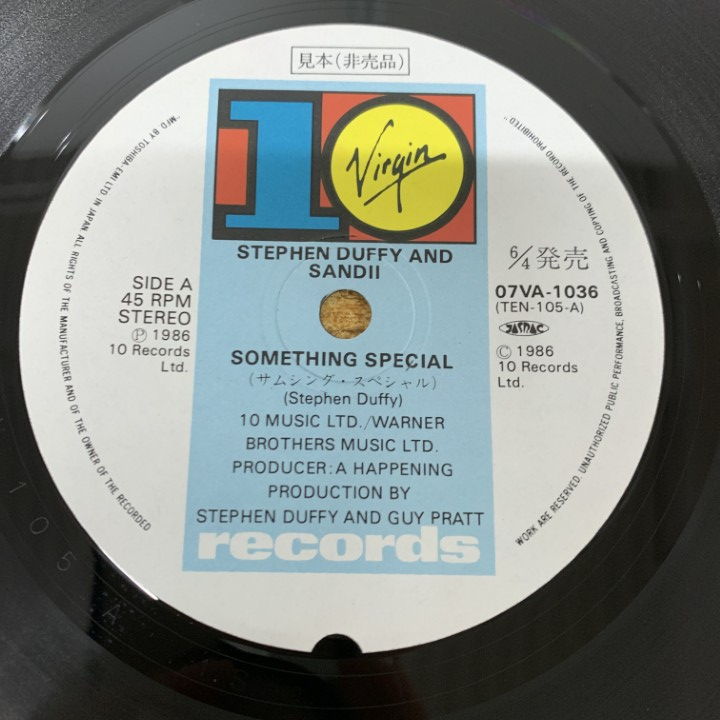 見本(非売品)
10
Virgin
STEPHEN DUFFY AND
SANDII
SIDE A
45 RPM
STEREO
Ⓟ 1986
10 Records
Ltd.
6/4 発売
07VA-1036
(TEN-105-A)
JASRAC
© 1986
10 Records
Ltd.
SOMETHING SPECIAL
(サムシング・スペシャル)
(Stephen Duffy)
10 MUSIC LTD./WARNER
BROTHERS MUSIC LTD.
PRODUCER: A HAPPENING
PRODUCTION BY
STEPHEN DUFFY AND GUY PRATT
records
"MFD BY TOSHIBA-EMI LTD IN JAPAN. ALL RIGHTS OF THE MANUFACTURER AND OF THE OWNER OF THE RECORDED
WORK ARE RESERVED. UNAUTHORIZED PUBLIC PERFORMANCE, BROADCASTING AND COPYING OF THE RECORD PROHIBITED"
105 A